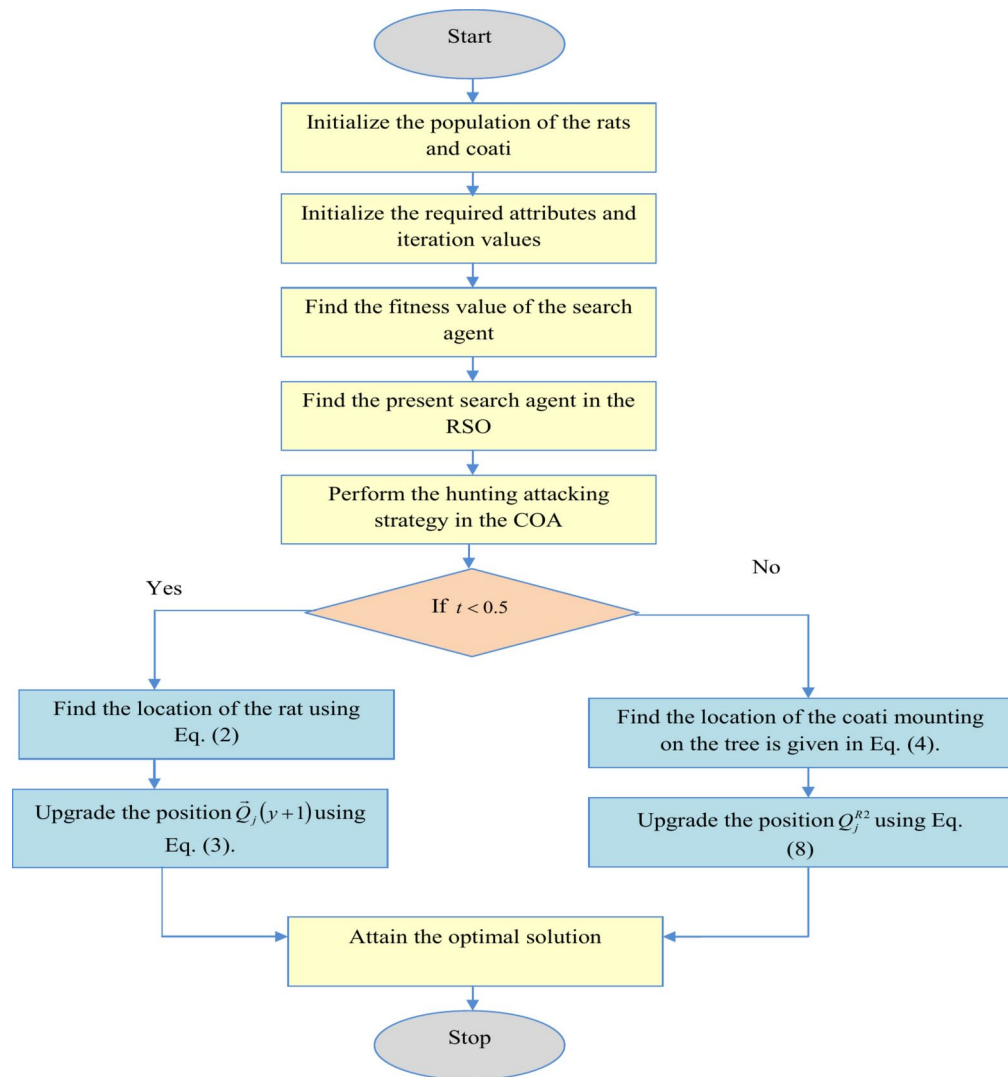 Start
Initialize the population of the rats
and coati
Initialize the required attributes and
iteration values
Find the fitness value of the search
agent
Find the present search agent in the
RSO
Perform the hunting attacking
strategy in the COA
Yes
No
If t < 0.5
Find the location of the rat using
Eq. (2)
Upgrade the position \vec{Q}_j(y+1) using
Eq. (3).
Find the location of the coati mounting
on the tree is given in Eq. (4).
Upgrade the position Q_j^{R2} using Eq.
(8)
Attain the optimal solution
Stop